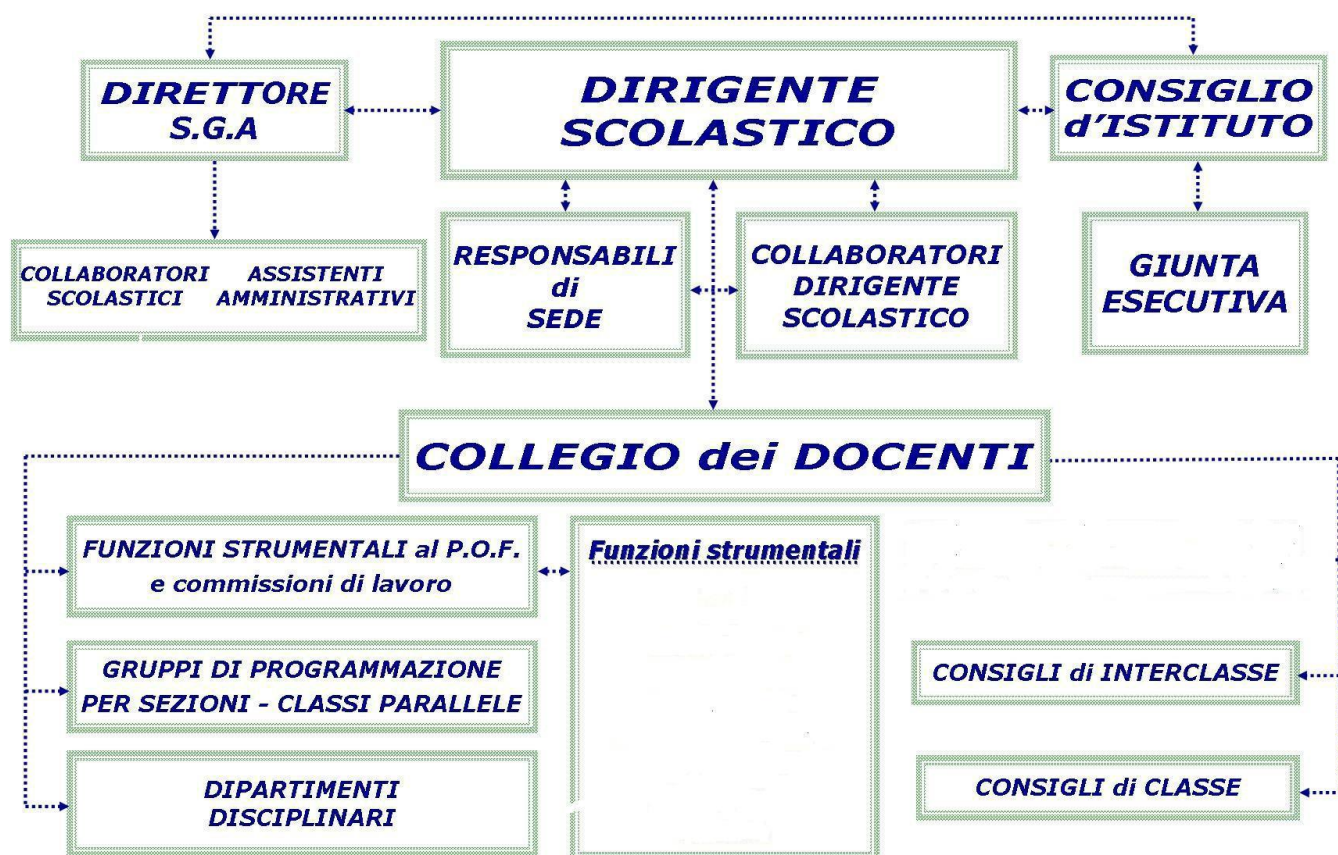 DIRETTORE
S.G.A
DIRIGENTE
SCOLASTICO
CONSIGLIO
d'ISTITUTO
COLLABORATORI
SCOLASTICI
ASSISTENTI
AMMINISTRATIVI
RESPONSABILI
di
SEDE
COLLABORATORI
DIRIGENTE
SCOLASTICO
GIUNTA
ESECUTIVA
COLLEGIO dei DOCENTI
FUNZIONI STRUMENTALI al P.O.F.
e commissioni di lavoro
Funzioni strumentali
GRUPPI DI PROGRAMMAZIONE
PER SEZIONI - CLASSI PARALLELE
CONSIGLI di INTERCLASSE
DIPARTIMENTI
DISCIPLINARI
CONSIGLI di CLASSE